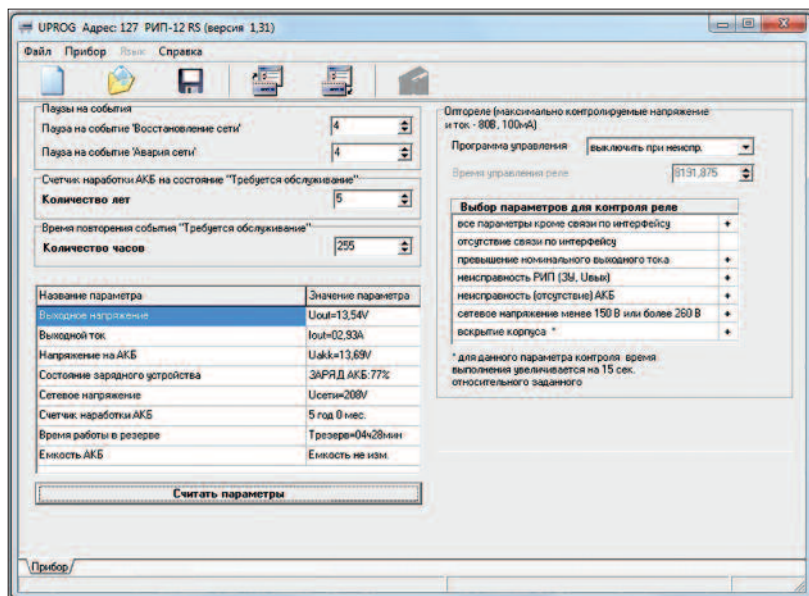 UPROG Адрес: 127 РИП-12 RS (версия 1,31)
Файл Прибор Язык Справка
Паузы на события
Пауза на событие 'Восстановление сети' 4
Пауза на событие 'Авария сети' 4
Счетчик наработки АКБ на состояние "Требуется обслуживание"
Количество лет 5
Время повторения события "Требуется обслуживание"
Количество часов 255
Название параметра Значение параметра
Выходное напряжение Uout=13,54V
Выходной ток Iout=02,93A
Напряжение на АКБ Uakk=13,69V
Состояние зарядного устройства ЗАРЯД АКБ:77%
Сетевое напряжение Uсети=208V
Счетчик наработки АКБ 5 год 0 мес.
Время работы в резерве Tрезерв=04ч28мин
Емкость АКБ Емкость не изм.
Считать параметры
Оптореле (максимально контролируемые напряжение
и ток - 80В, 100мА)
Программа управления выключить при неиспр.
Время управления реле 8191,875
Выбор параметров для контроля реле
все параметры кроме связи по интерфейсу +
отсутствие связи по интерфейсу
превышение номинального выходного тока +
неисправность РИП (ЗУ, Uвых) +
неисправность (отсутствие) АКБ +
сетевое напряжение менее 150 В или более 260 В +
вскрытие корпуса * +
* для данного параметра контроля время
выполнения увеличивается на 15 сек.
относительного заданного
Прибор